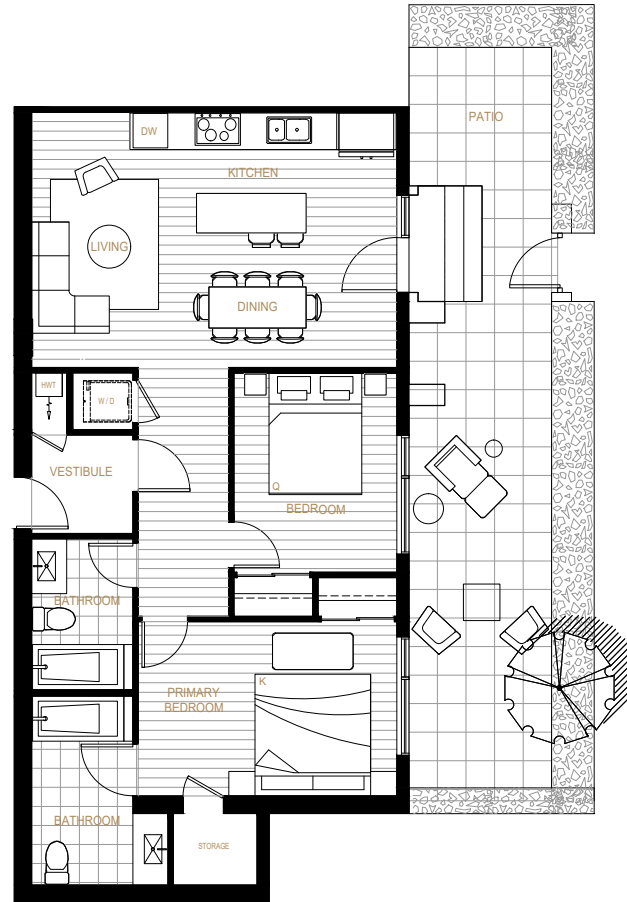 PATIO
DW
KITCHEN
LIVING
DINING
HWT
W / D
VESTIBULE
Q
BEDROOM
BATHROOM
K
PRIMARY
BEDROOM
BATHROOM
STORAGE